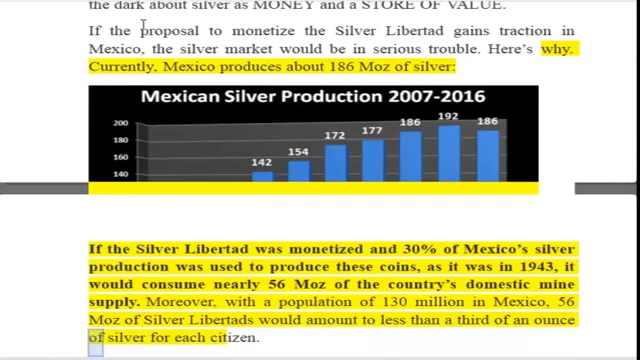 the dark about silver as MONEY and a STORE OF VALUE.
If the proposal to monetize the Silver Libertad gains traction in
Mexico, the silver market would be in serious trouble. Here's why.
Currently, Mexico produces about 186 Moz of silver:
Mexican Silver Production 2007-2016
200
180
160
140
142
154
172
177
186
192
186
If the Silver Libertad was monetized and 30% of Mexico's silver
production was used to produce these coins, as it was in 1943, it
would consume nearly 56 Moz of the country's domestic mine
supply. Moreover, with a population of 130 million in Mexico, 56
Moz of Silver Libertads would amount to less than a third of an ounce
of silver for each citizen.